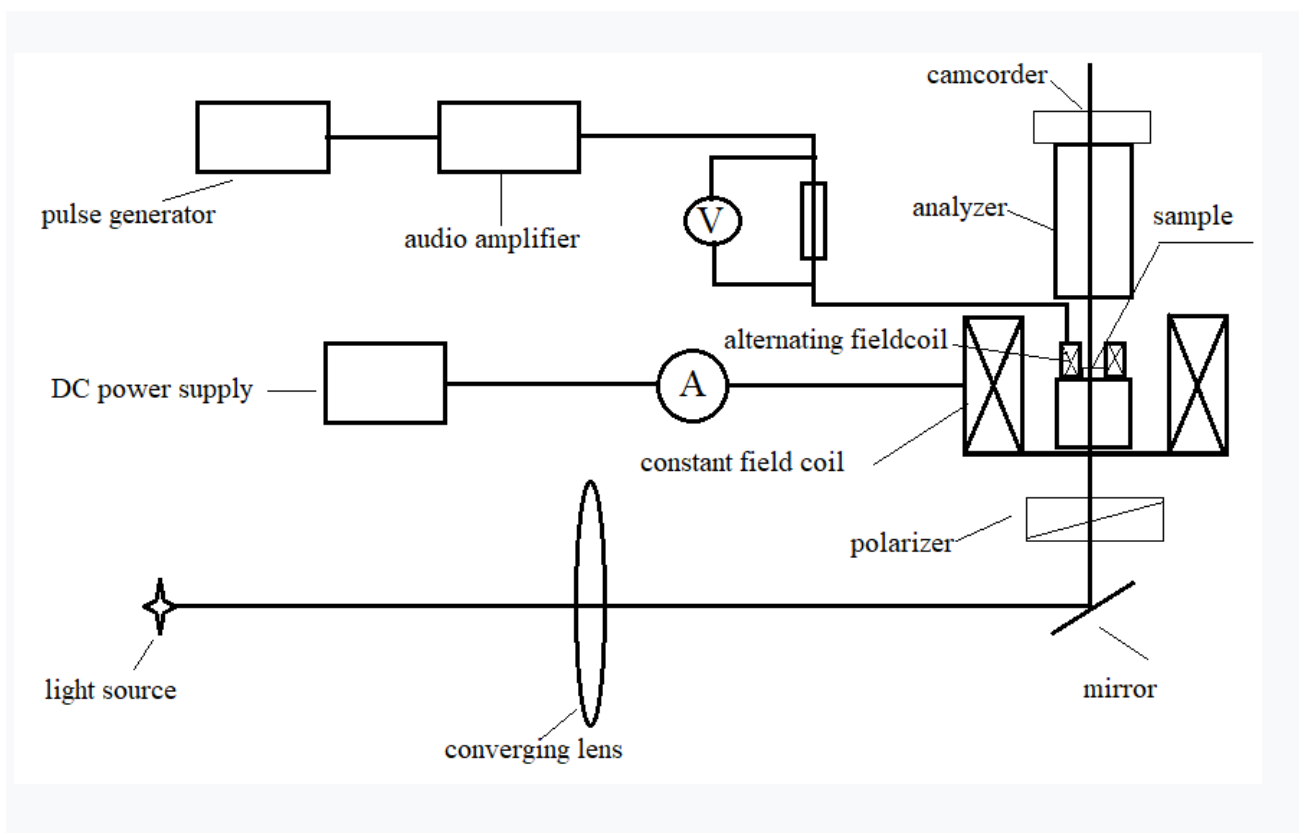 camcorder
pulse generator
audio amplifier
V
analyzer
sample
alternating fieldcoil
DC power supply
A
constant field coil
polarizer
light source
converging lens
mirror